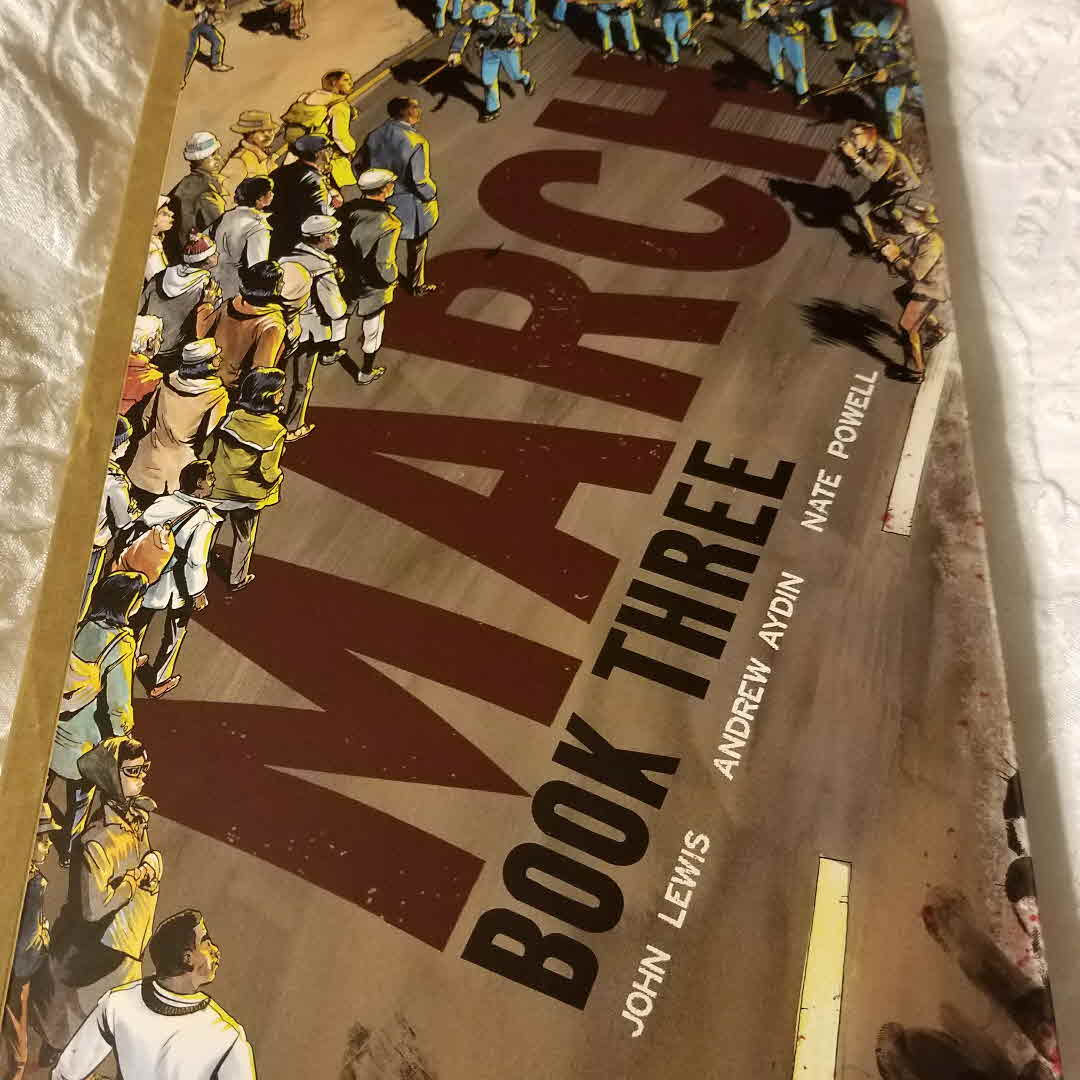 MARCH
BOOK THREE
JOHN LEWIS ANDREW AYDIN NATE POWELL